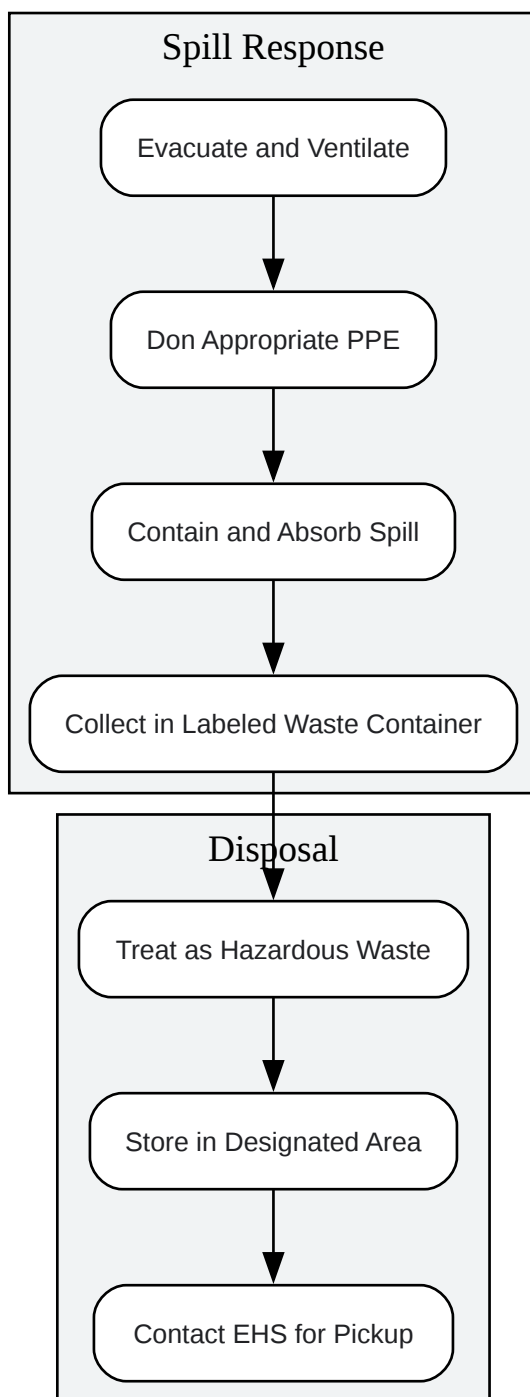 Spill Response
Evacuate and Ventilate
Don Appropriate PPE
Contain and Absorb Spill
Collect in Labeled Waste Container
Disposal
Treat as Hazardous Waste
Store in Designated Area
Contact EHS for Pickup